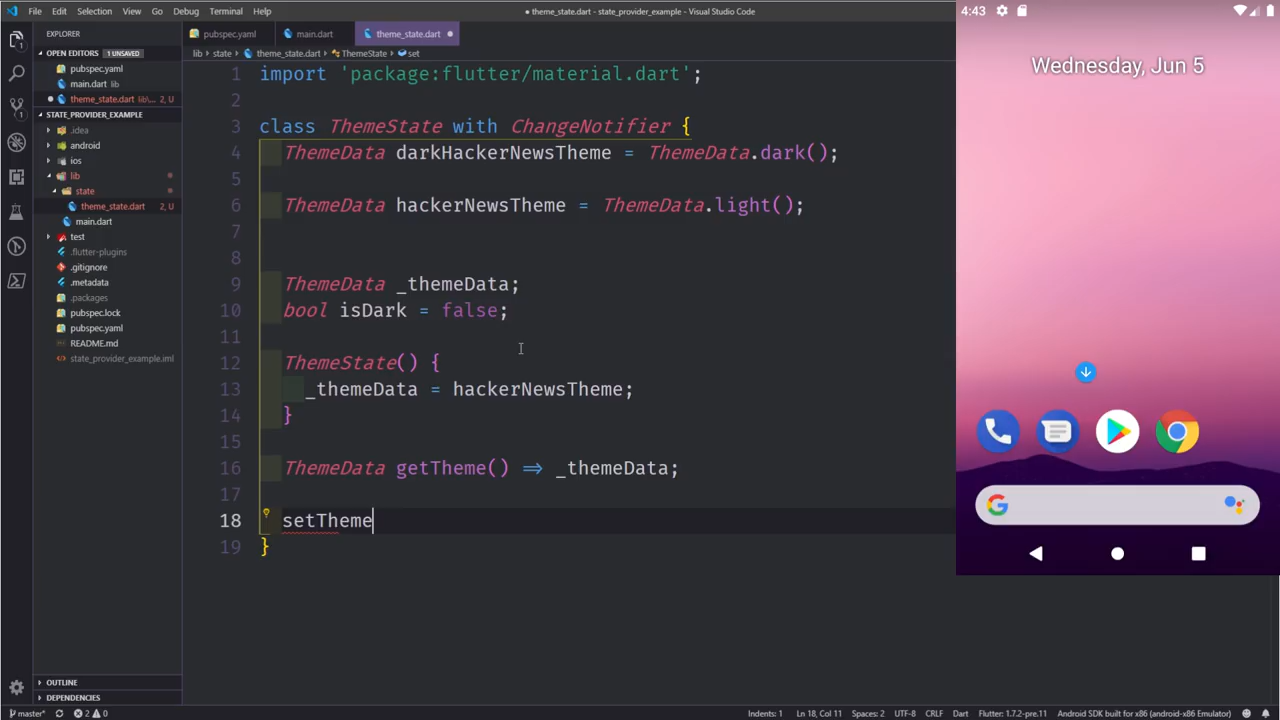 File Edit Selection View Go Debug Terminal Help
● theme_state.dart - state_provider_example - Visual Studio Code
EXPLORER
OPEN EDITORS 1 UNSAVED
pubspec.yaml
main.dart lib
● theme_state.dart lib\... 2, U
STATE_PROVIDER_EXAMPLE
.idea
android
ios
lib
state
theme_state.dart 2, U
main.dart
test
.flutter-plugins
.gitignore
.metadata
.packages
pubspec.lock
pubspec.yaml
README.md
state_provider_example.iml
OUTLINE
DEPENDENCIES
pubspec.yaml main.dart theme_state.dart ●
lib › state › theme_state.dart › ThemeState › set
1 import 'package:flutter/material.dart';
2
3 class ThemeState with ChangeNotifier {
4 ThemeData darkHackerNewsTheme = ThemeData.dark();
5
6 ThemeData hackerNewsTheme = ThemeData.light();
7
8
9 ThemeData _themeData;
10 bool isDark = false;
11
12 ThemeState() {
13 _themeData = hackerNewsTheme;
14 }
15
16 ThemeData getTheme() => _themeData;
17
18 setTheme
19 }
4:43
Wednesday, Jun 5
G
master* 2 0
Indents: 1 Ln 18, Col 11 Spaces: 2 UTF-8 CRLF Dart Flutter: 1.7.2-pre.11 Android SDK built for x86 (android-x86 Emulator)